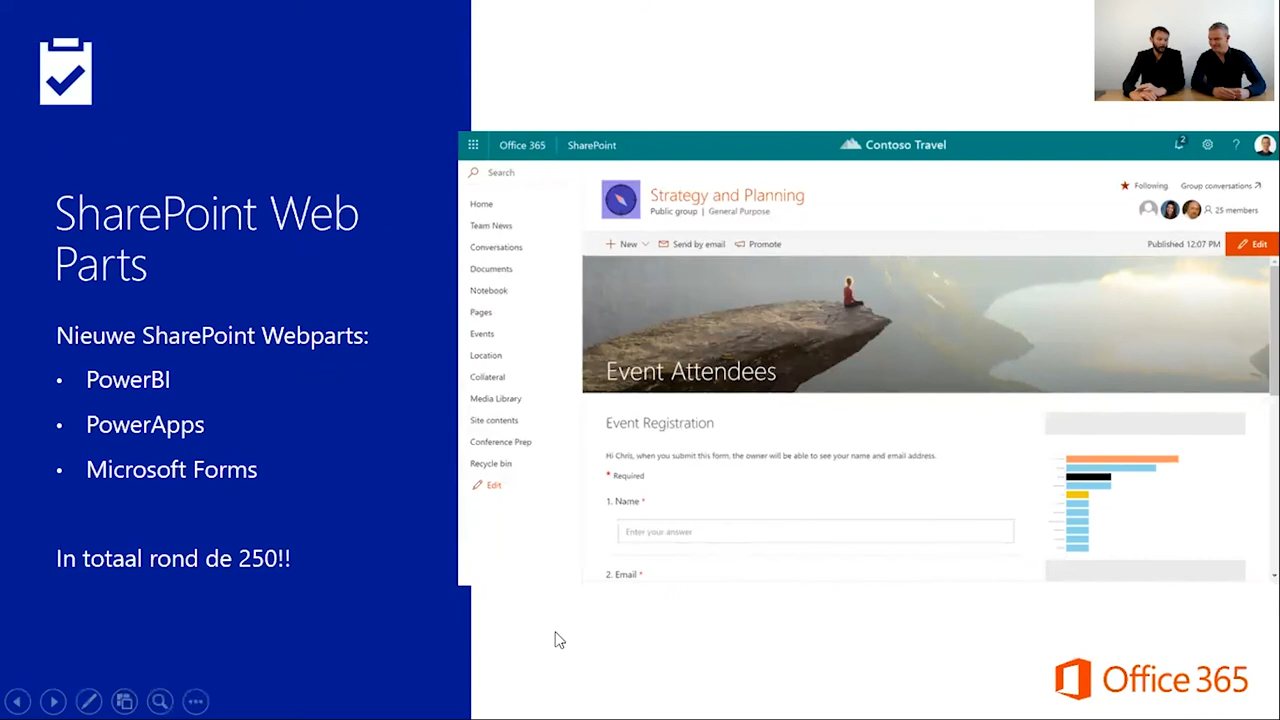 SharePoint Web
Parts
Nieuwe SharePoint Webparts:
• PowerBI
• PowerApps
• Microsoft Forms
In totaal rond de 250!!
Office 365
SharePoint
Contoso Travel
2
?
Search
Home
Team News
Conversations
Documents
Notebook
Pages
Events
Location
Collateral
Media Library
Site contents
Conference Prep
Recycle bin
Edit
Strategy and Planning
Public group | General Purpose
Following
Group conversations
25 members
New
Send by email
Promote
Published 12:07 PM
Edit
Event Attendees
Event Registration
Hi Chris, when you submit this form, the owner will be able to see your name and email address.
* Required
1. Name *
Enter your answer
2. Email *
Office 365